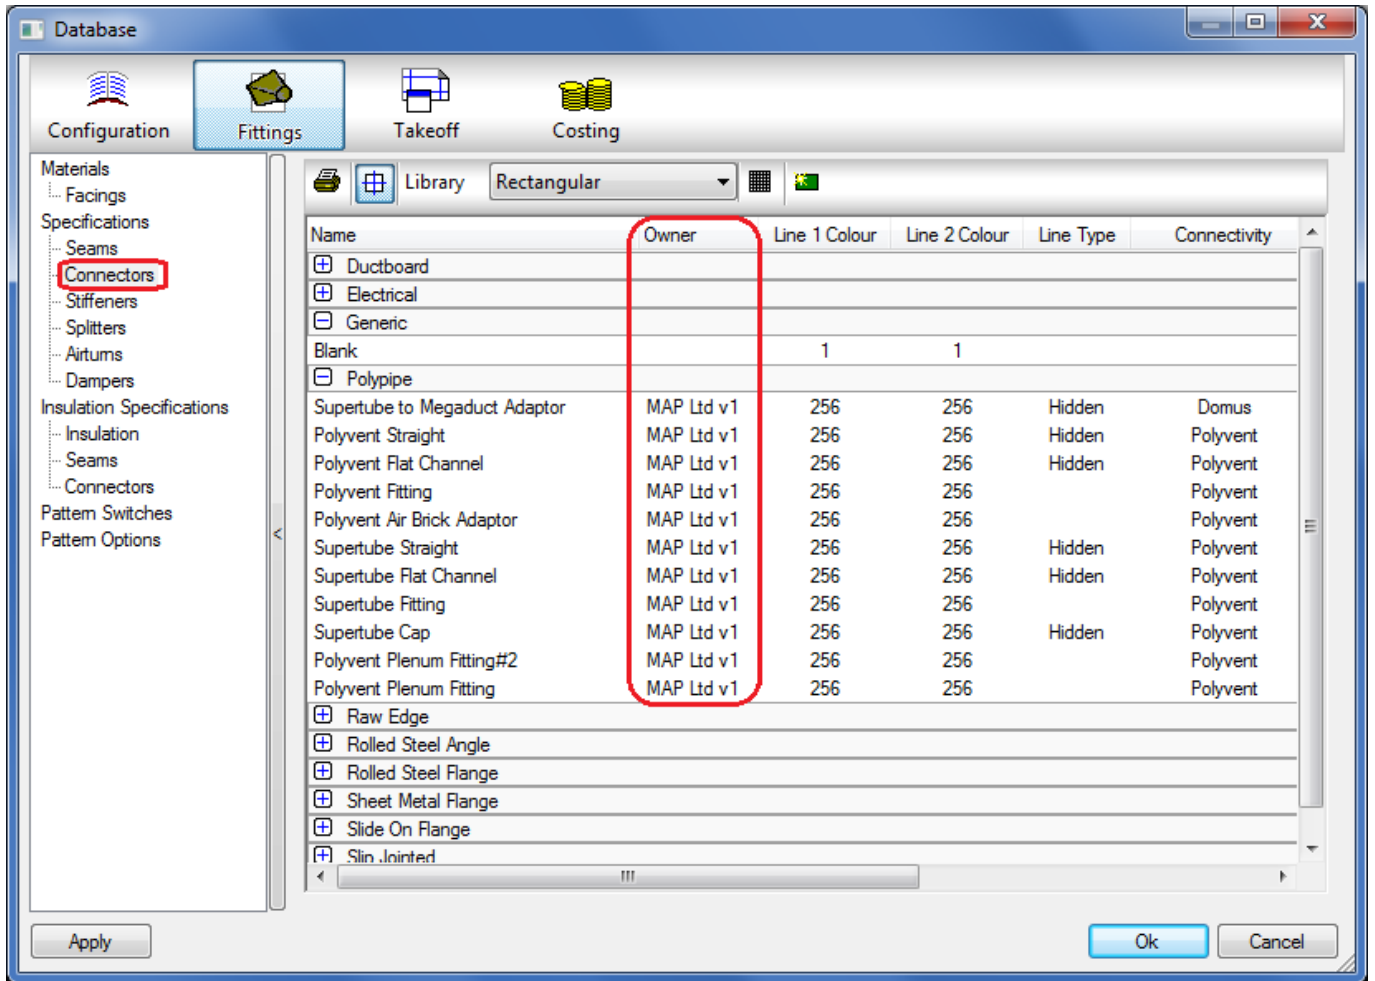 Database
Configuration Fittings Takeoff Costing
Materials
Facings
Specifications
Seams
Connectors
Stiffeners
Splitters
Airturns
Dampers
Insulation Specifications
Insulation
Seams
Connectors
Pattern Switches
Pattern Options
<
Library Rectangular
Name Owner Line 1 Colour Line 2 Colour Line Type Connectivity
Ductboard
Electrical
Generic
Blank 1 1
Polypipe
Supertube to Megaduct Adaptor MAP Ltd v1 256 256 Hidden Domus
Polyvent Straight MAP Ltd v1 256 256 Hidden Polyvent
Polyvent Flat Channel MAP Ltd v1 256 256 Hidden Polyvent
Polyvent Fitting MAP Ltd v1 256 256 Polyvent
Polyvent Air Brick Adaptor MAP Ltd v1 256 256 Polyvent
Supertube Straight MAP Ltd v1 256 256 Hidden Polyvent
Supertube Flat Channel MAP Ltd v1 256 256 Hidden Polyvent
Supertube Fitting MAP Ltd v1 256 256 Polyvent
Supertube Cap MAP Ltd v1 256 256 Hidden Polyvent
Polyvent Plenum Fitting#2 MAP Ltd v1 256 256 Polyvent
Polyvent Plenum Fitting MAP Ltd v1 256 256 Polyvent
Raw Edge
Rolled Steel Angle
Rolled Steel Flange
Sheet Metal Flange
Slide On Flange
Slip Jointed
Apply Ok Cancel